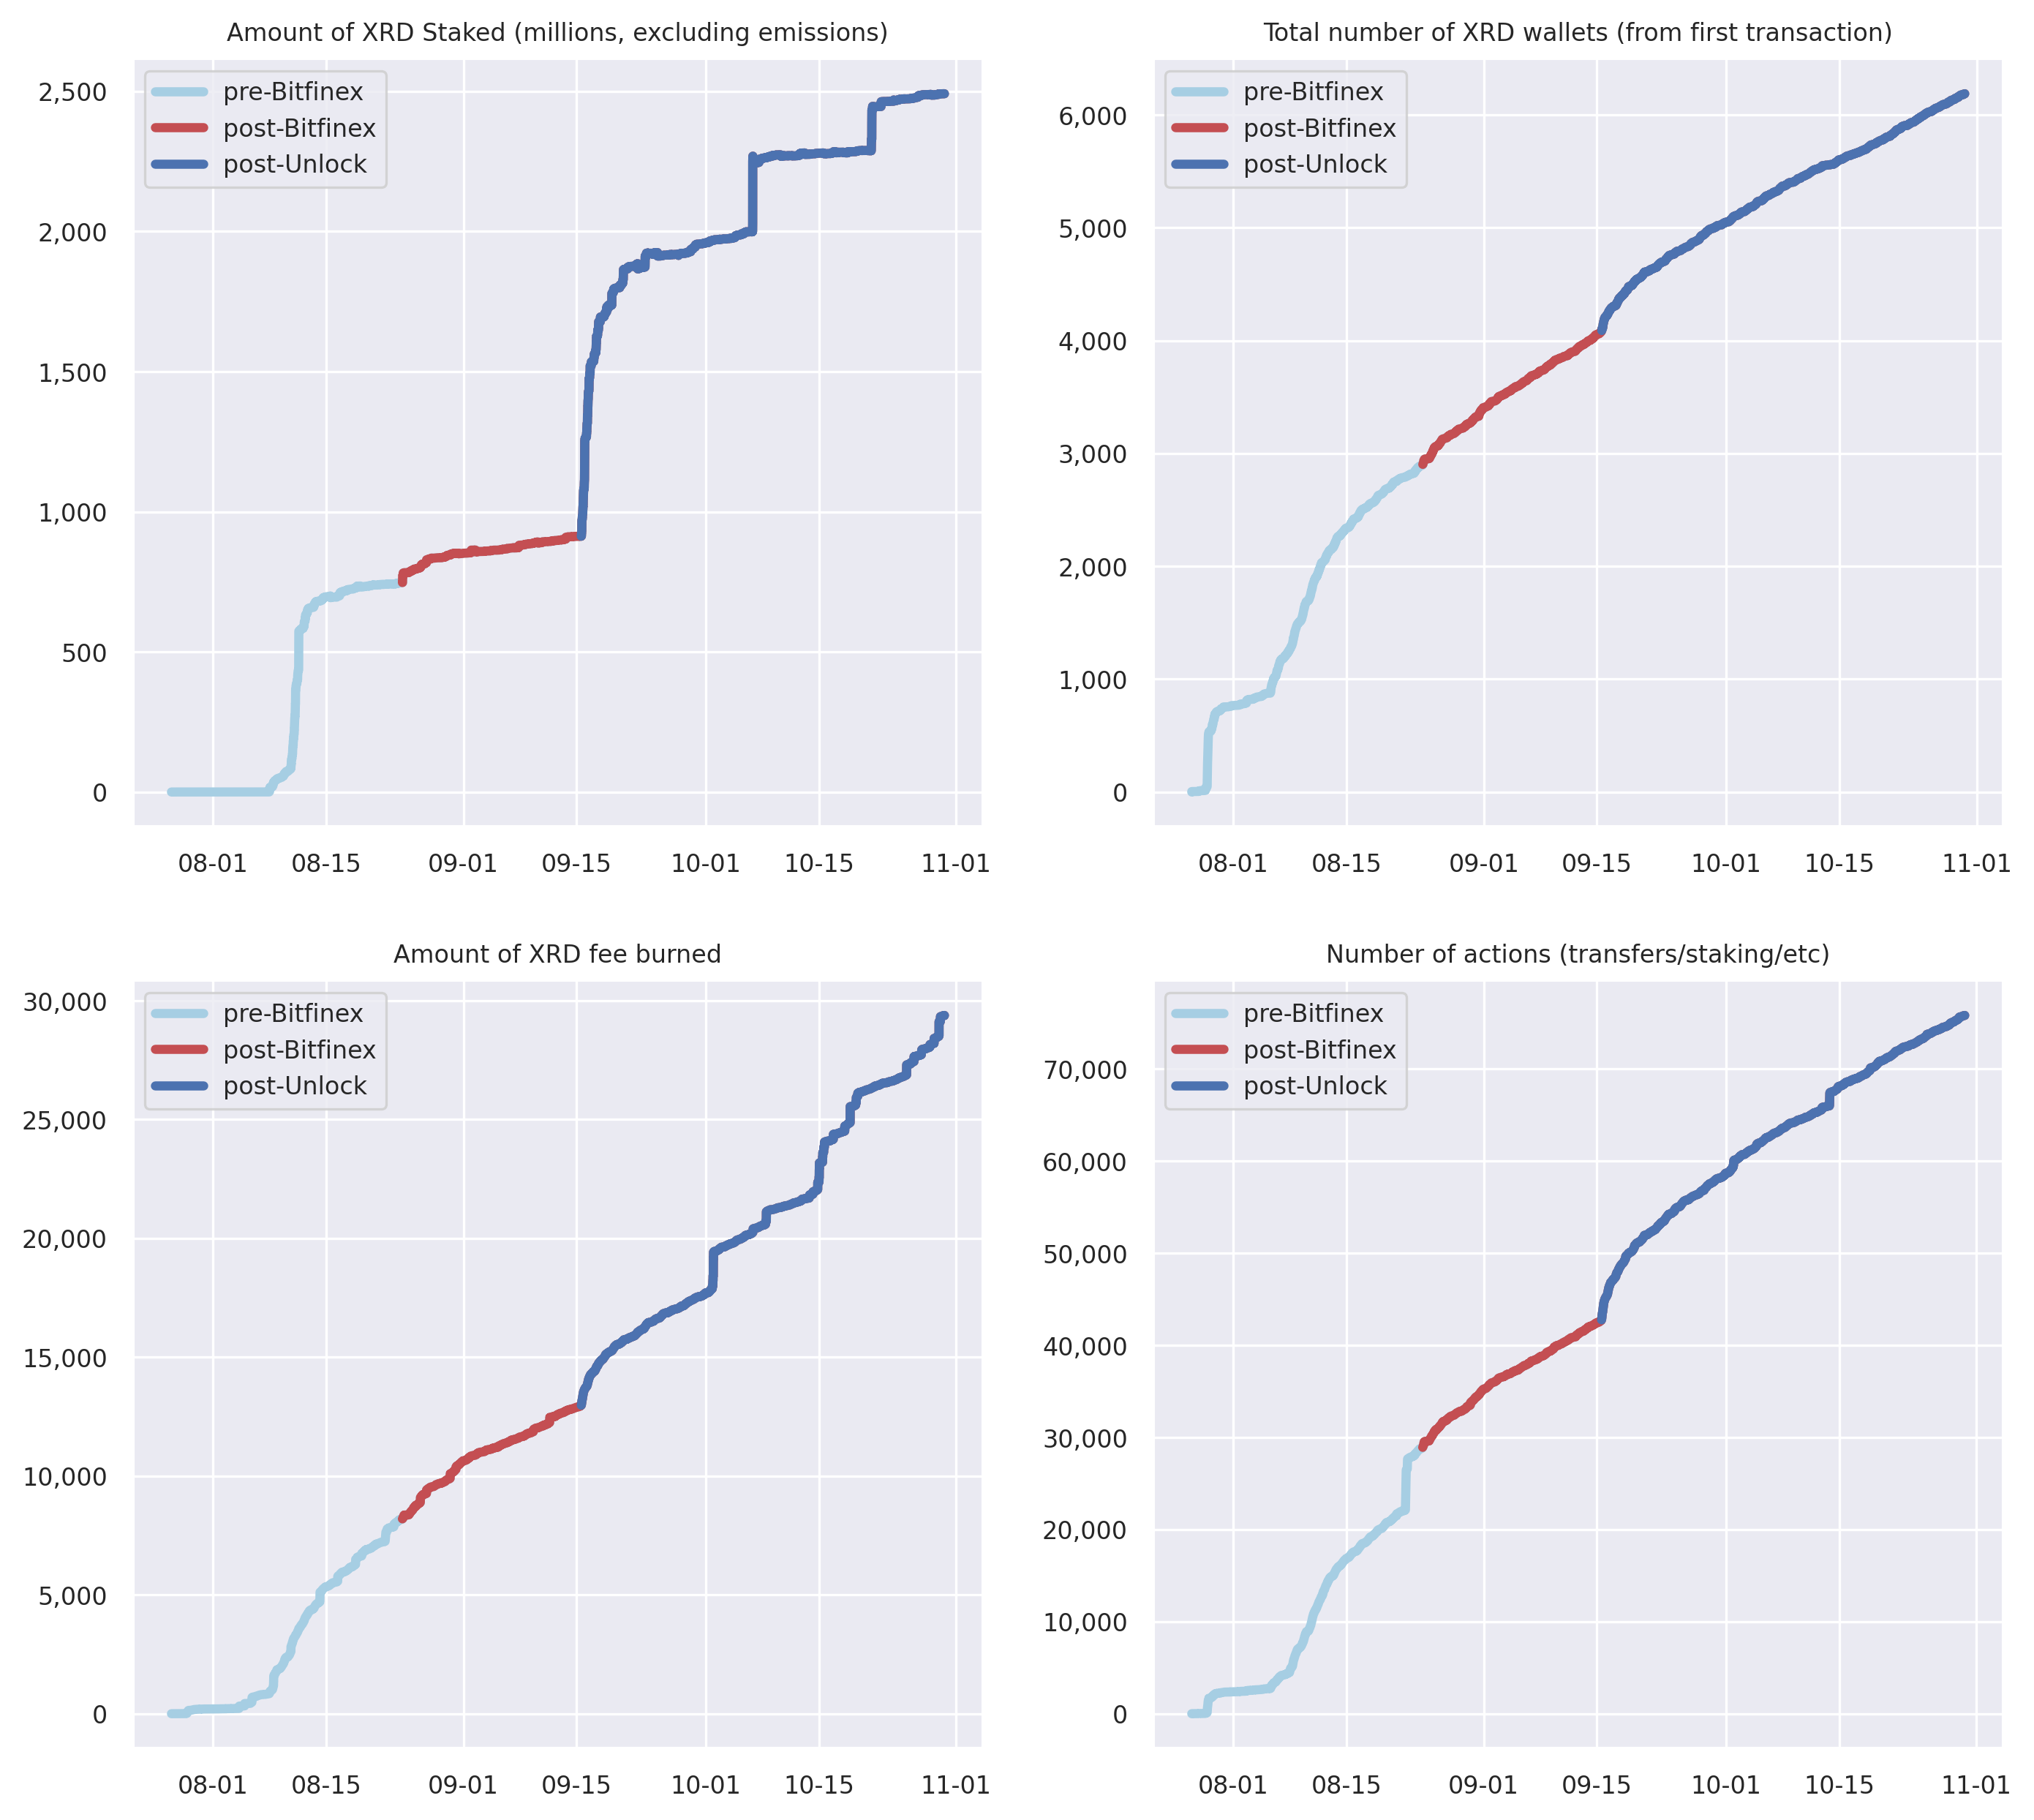 Amount of XRD Staked (millions, excluding emissions)
pre-Bitfinex
post-Bitfinex
post-Unlock
2,500
2,000
1,500
1,000
500
0
08-01 08-15 09-01 09-15 10-01 10-15 11-01
Total number of XRD wallets (from first transaction)
pre-Bitfinex
post-Bitfinex
post-Unlock
6,000
5,000
4,000
3,000
2,000
1,000
0
08-01 08-15 09-01 09-15 10-01 10-15 11-01
Amount of XRD fee burned
pre-Bitfinex
post-Bitfinex
post-Unlock
30,000
25,000
20,000
15,000
10,000
5,000
0
08-01 08-15 09-01 09-15 10-01 10-15 11-01
Number of actions (transfers/staking/etc)
pre-Bitfinex
post-Bitfinex
post-Unlock
70,000
60,000
50,000
40,000
30,000
20,000
10,000
0
08-01 08-15 09-01 09-15 10-01 10-15 11-01